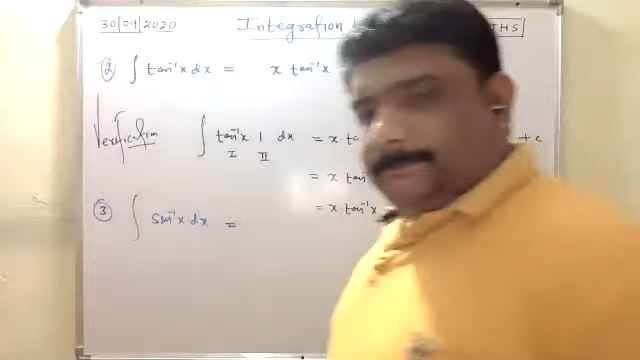 30/09/2020 Integration THS
② ∫ tan⁻¹x dx = x tan⁻¹x
Verification ∫ tan⁻¹x 1 dx = x ta + c
I II
= x tan⁻
= x tan⁻¹x
③ ∫ Sin⁻¹x dx =